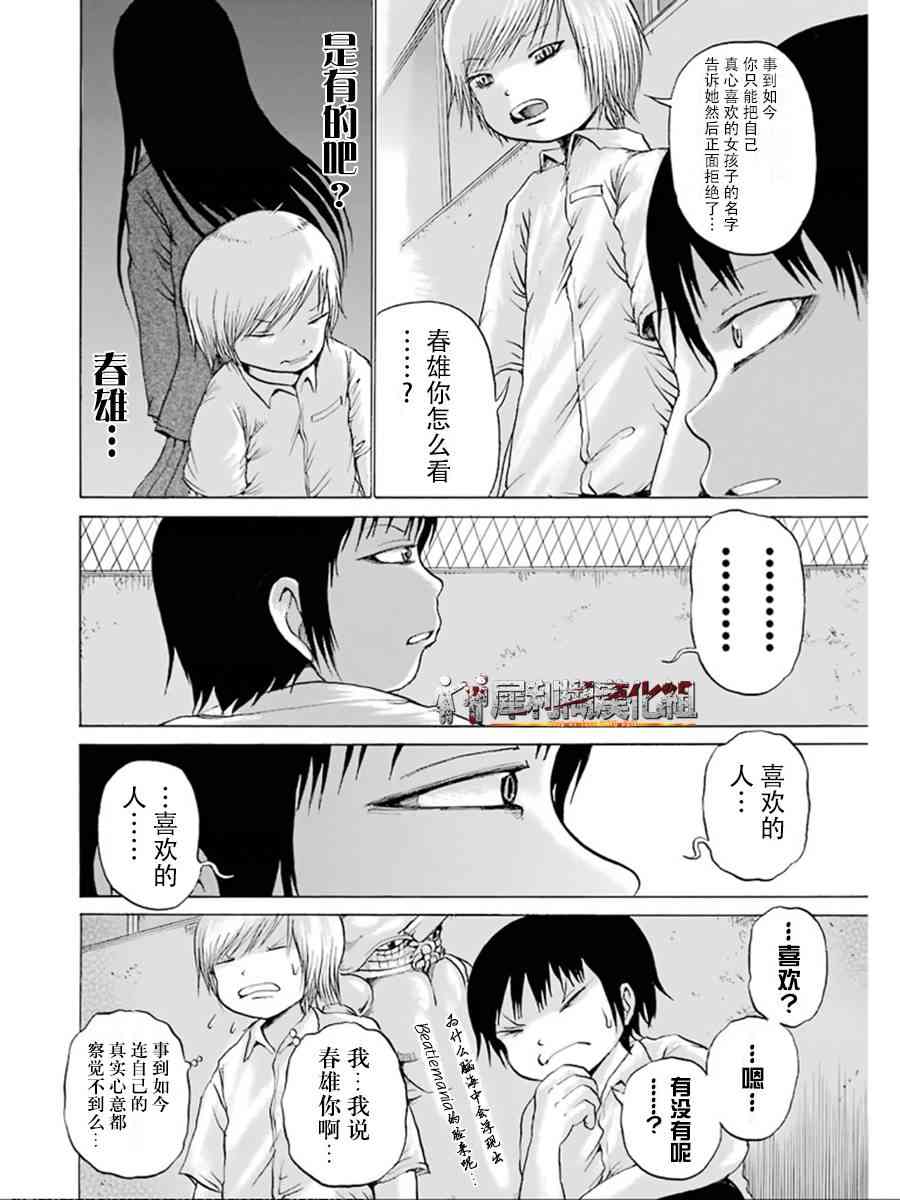 事到如今
你只能把自己
真心喜欢的女孩子的名字
告诉她然后正面拒绝了…
春雄你怎么看
……？
是有的吧？
春雄…
………………
犀利橘漢化组
喜欢的
人…
…喜欢的
人……
…喜欢？
…嗯…
有没有呢
……？
为什么脑海中会浮现出
Beatlemania的脸来呢…
我…我说
春雄你啊…
事到如今
连自己的
真实心意都
察觉不到么…